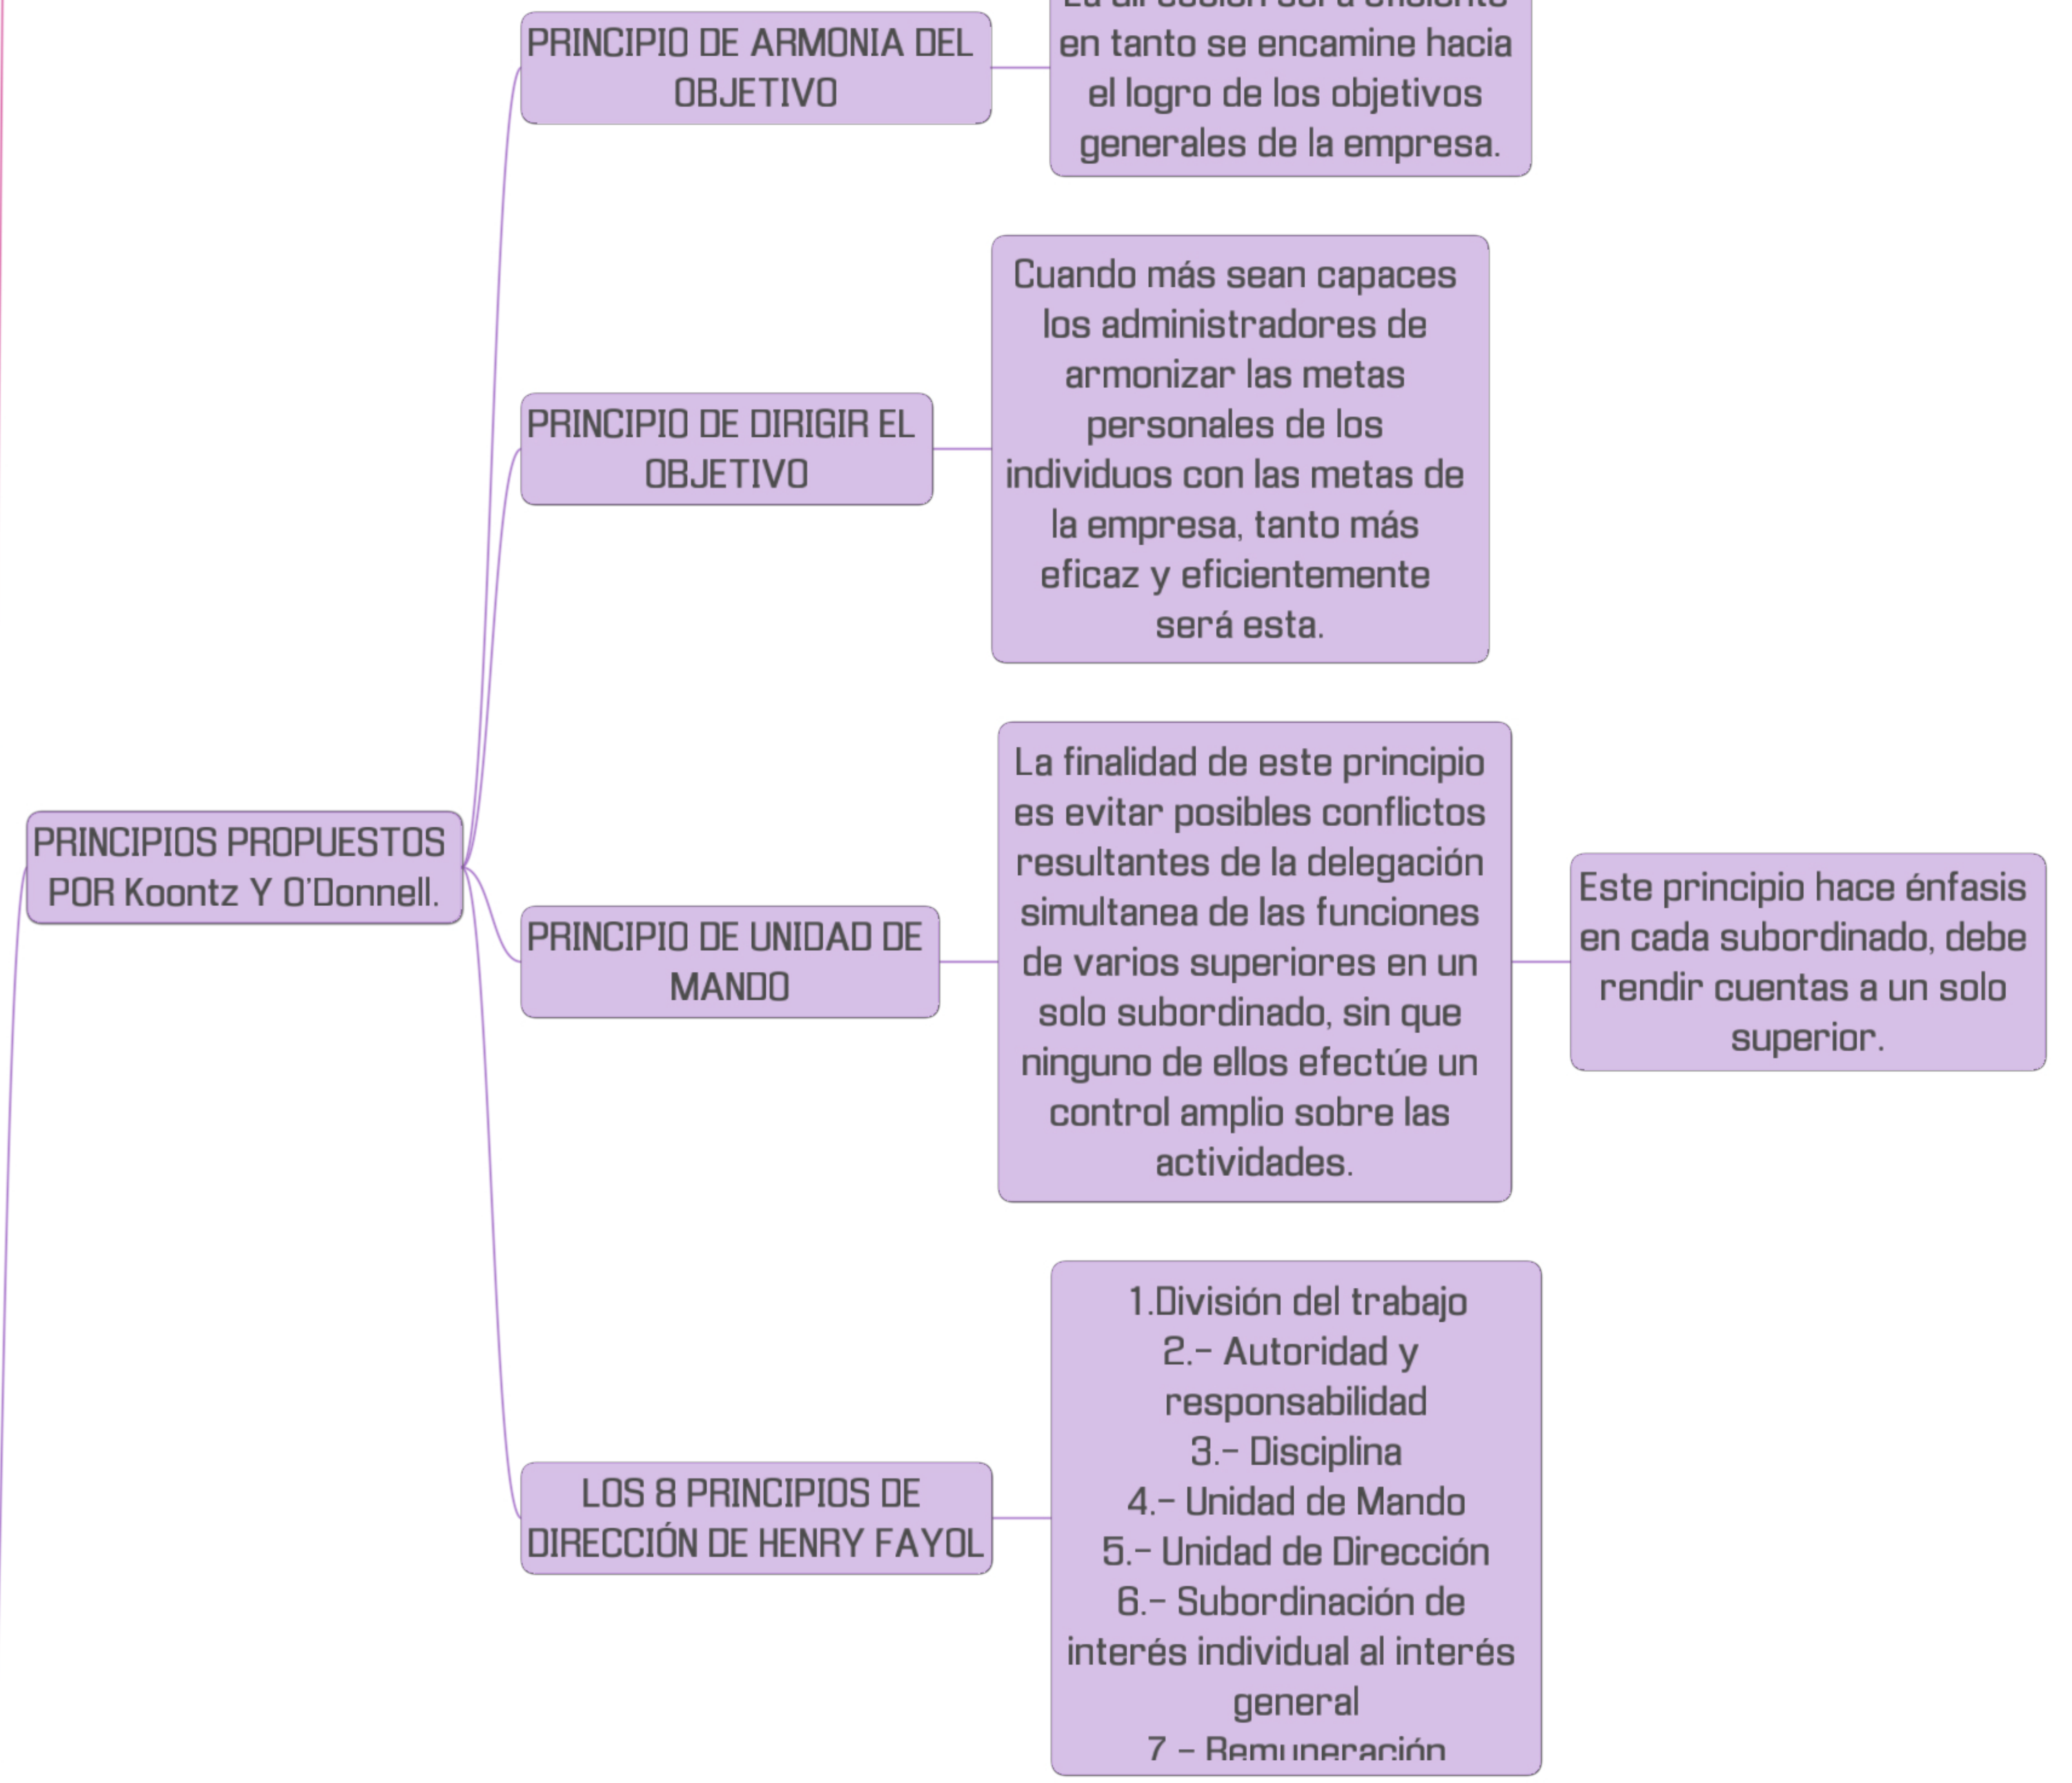 PRINCIPIO DE ARMONIA DEL
OBJETIVO
La dirección será eficiente
en tanto se encamine hacia
el logro de los objetivos
generales de la empresa.
PRINCIPIO DE DIRIGIR EL
OBJETIVO
Cuando más sean capaces
los administradores de
armonizar las metas
personales de los
individuos con las metas de
la empresa, tanto más
eficaz y eficientemente
será esta.
PRINCIPIOS PROPUESTOS
POR Koontz Y O'Donnell.
PRINCIPIO DE UNIDAD DE
MANDO
La finalidad de este principio
es evitar posibles conflictos
resultantes de la delegación
simultanea de las funciones
de varios superiores en un
solo subordinado, sin que
ninguno de ellos efectúe un
control amplio sobre las
actividades.
Este principio hace énfasis
en cada subordinado, debe
rendir cuentas a un solo
superior.
LOS 8 PRINCIPIOS DE
DIRECCIÓN DE HENRY FAYOL
1.División del trabajo
2.- Autoridad y
responsabilidad
3.- Disciplina
4.- Unidad de Mando
5.- Unidad de Dirección
6.- Subordinación de
interés individual al interés
general
7 - Remuneración